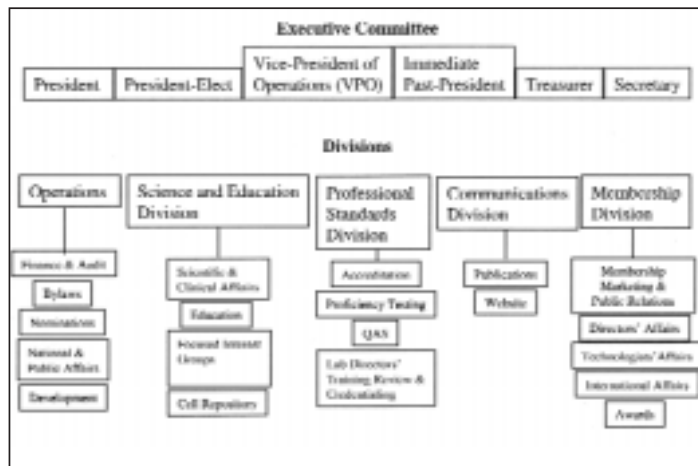 Executive Committee
President
President-Elect
Vice-President of
Operations (VPO)
Immediate
Past-President
Treasurer
Secretary
Divisions
Operations
Finance & Audit
Bylaws
Nominations
National &
Public Affairs
Development
Science and Education
Division
Scientific &
Clinical Affairs
Education
Focused Interest
Groups
Cell Repository
Professional
Standards
Division
Accreditation
Proficiency Testing
QAS
Lab Directors'
Training Review &
Credentialing
Communications
Division
Publications
Website
Membership
Division
Membership
Marketing &
Public Relations
Directors' Affairs
Technologists' Affairs
International Affairs
Awards